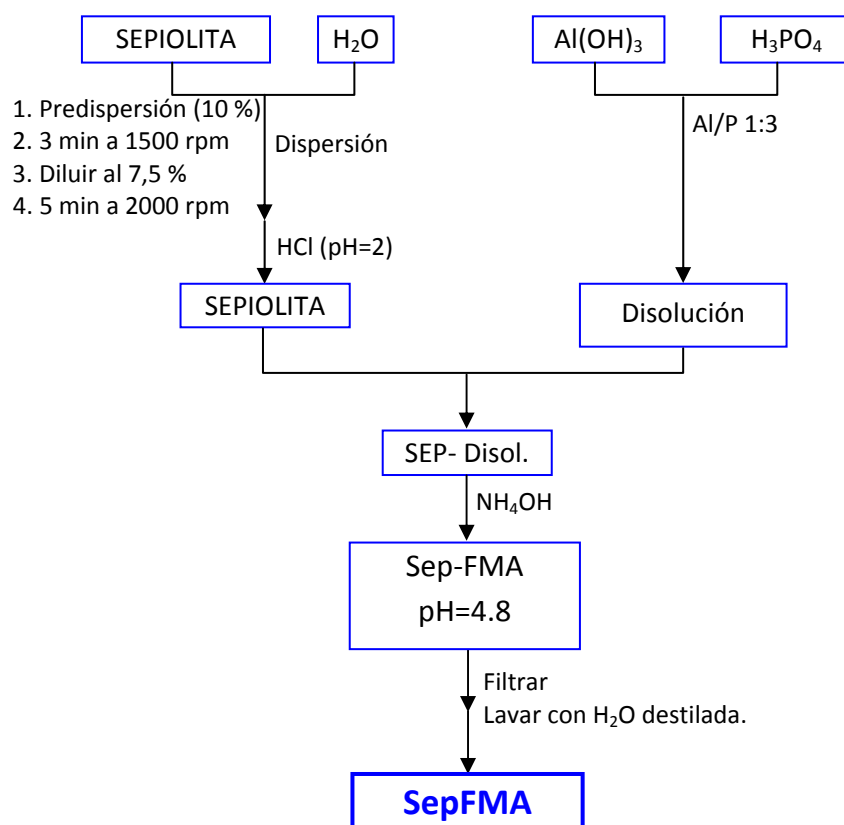 SEPIOLITA
H₂O
Al(OH)₃
H₃PO₄
1. Predispersión (10 %)
2. 3 min a 1500 rpm
3. Diluir al 7,5 %
4. 5 min a 2000 rpm
Dispersión
Al/P 1:3
HCl (pH=2)
SEPIOLITA
Disolución
SEP- Disol.
NH₄OH
Sep-FMA
pH=4.8
Filtrar
Lavar con H₂O destilada.
SepFMA